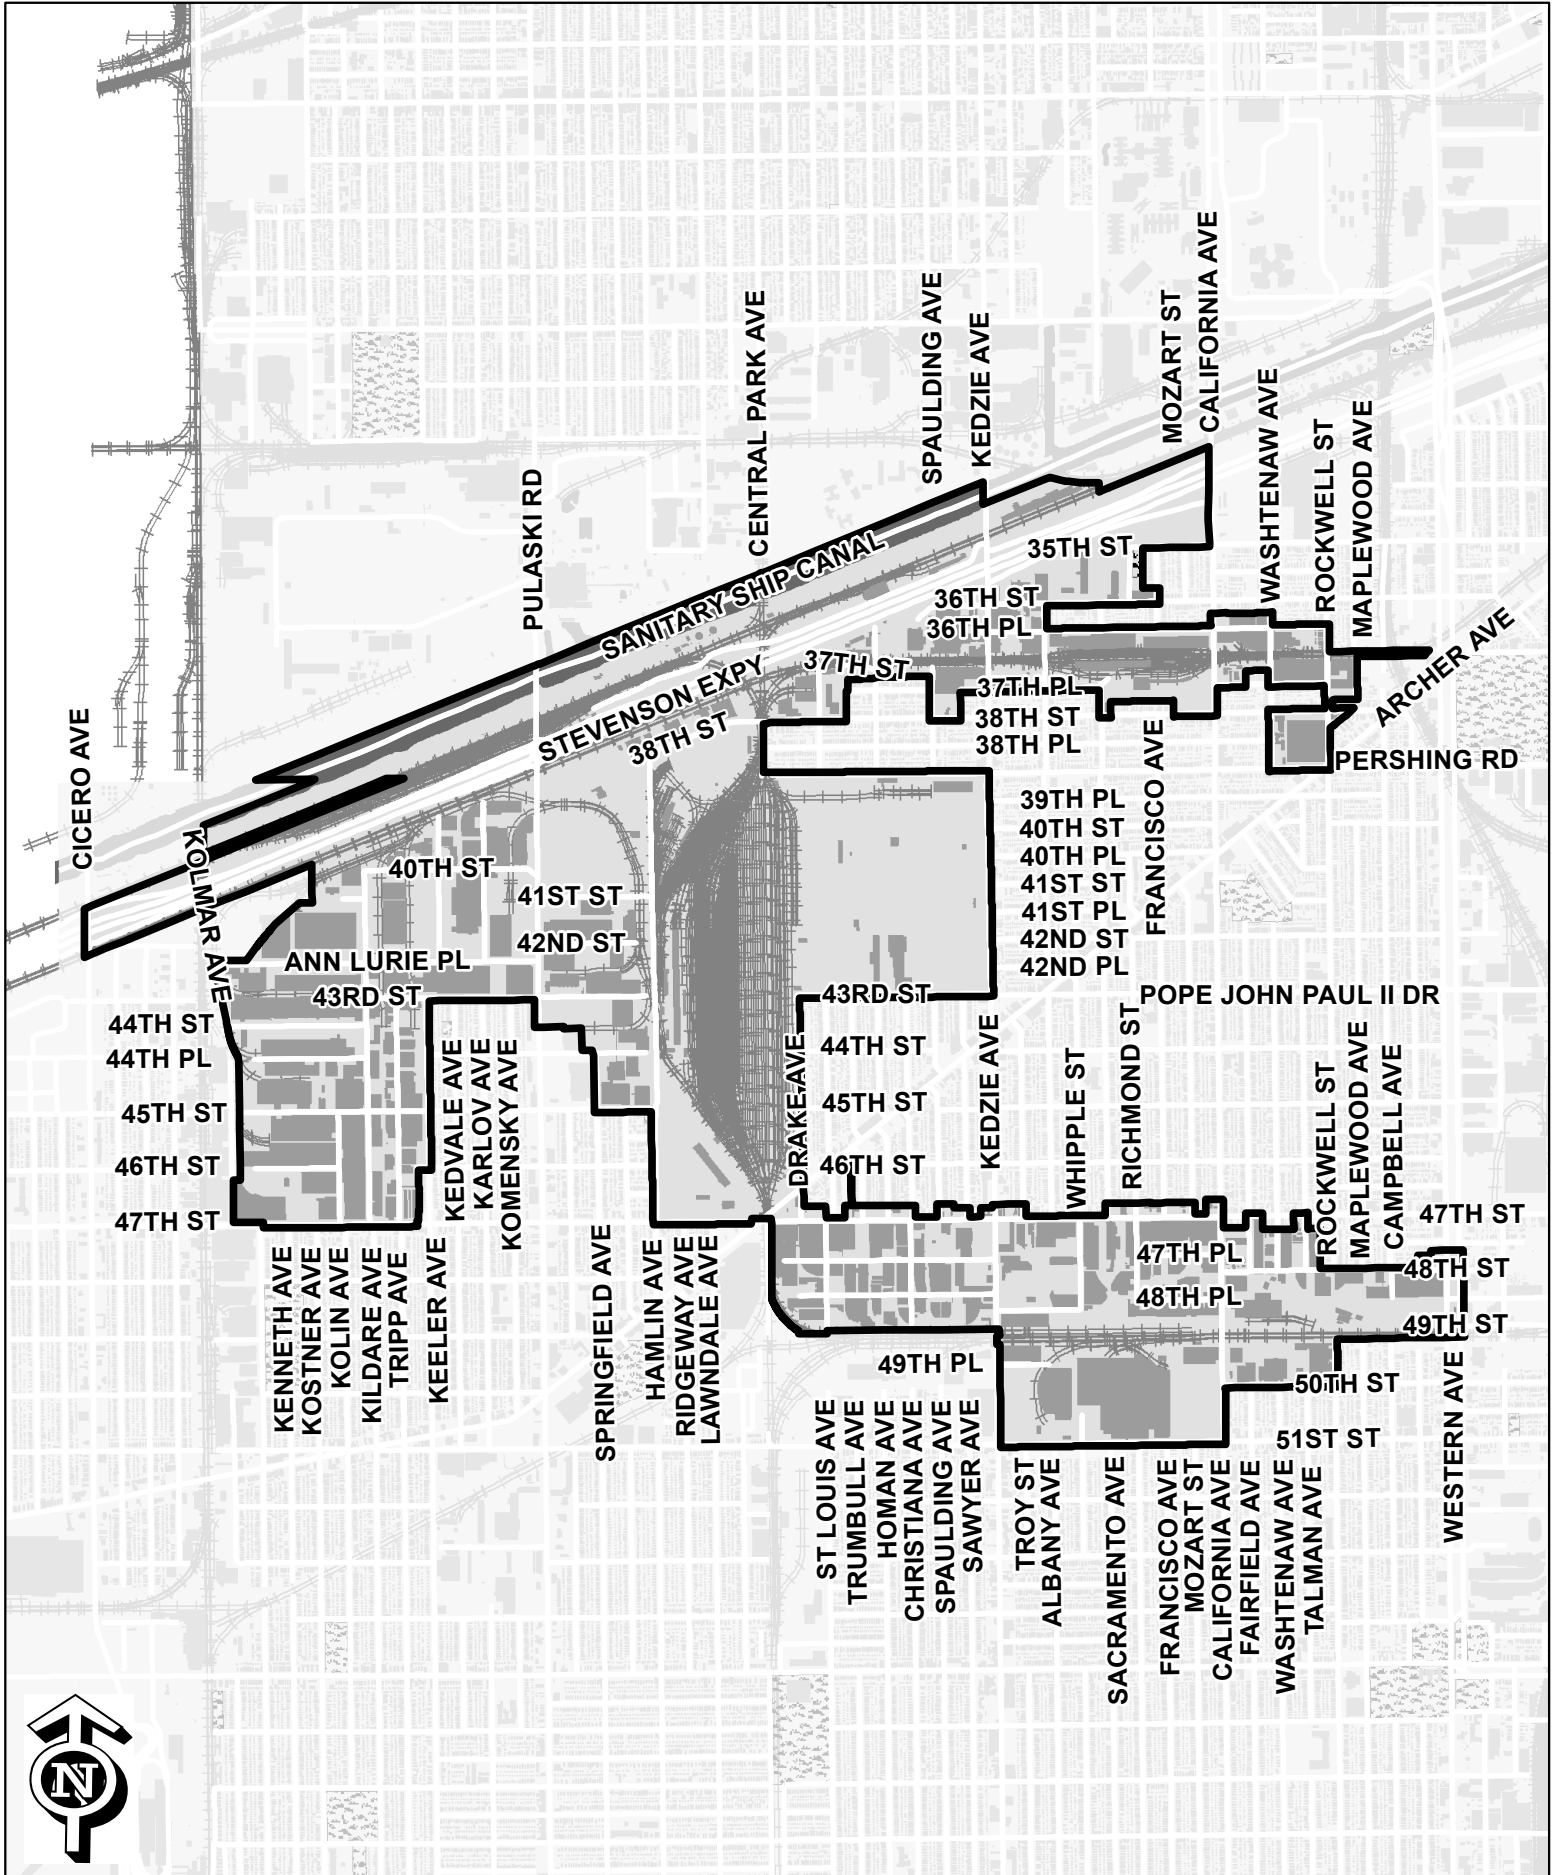 CALIFORNIA AVE
MOZART ST
SPAULDING AVE
CENTRAL PARK AVE
KEDZIE AVE
WASHTENAW AVE
MAPLEWOOD AVE
ROCKWELL ST
PULASKI RD
35TH ST
SANITARY SHIP CANAL
36TH ST
36TH PL
ARCHER AVE
37TH ST
37TH PL
STEVENSON EXPY
38TH ST
38TH ST
38TH PL
PERSHING RD
CICERO AVE
FRANCISCO AVE
39TH PL
40TH ST
40TH PL
41ST ST
41ST PL
42ND ST
42ND PL
KOLMAR AVE
40TH ST
41ST ST
42ND ST
ANN LURIE PL
43RD ST
43RD ST
POPE JOHN PAUL II DR
44TH ST
44TH PL
45TH ST
46TH ST
47TH ST
KEDVALE AVE
KARLOV AVE
KOMENSKY AVE
DRAKE AVE
44TH ST
45TH ST
46TH ST
KEDZIE AVE
WHIPPLE ST
RICHMOND ST
ROCKWELL ST
MAPLEWOOD AVE
CAMPBELL AVE
47TH ST
47TH PL
48TH ST
48TH PL
49TH ST
49TH PL
50TH ST
51ST ST
KENNETH AVE
KOSTNER AVE
KOLIN AVE
KILDARE AVE
TRIPP AVE
KEELER AVE
SPRINGFIELD AVE
HAMLIN AVE
RIDGEWAY AVE
LAWNDALE AVE
ST LOUIS AVE
TRUMBULL AVE
HOMAN AVE
CHRISTIANA AVE
SPAULDING AVE
SAWYER AVE
TROY ST
ALBANY AVE
SACRAMENTO AVE
FRANCISCO AVE
MOZART ST
CALIFORNIA AVE
FAIRFIELD AVE
WASHTENAW AVE
TALMAN AVE
WESTERN AVE
N